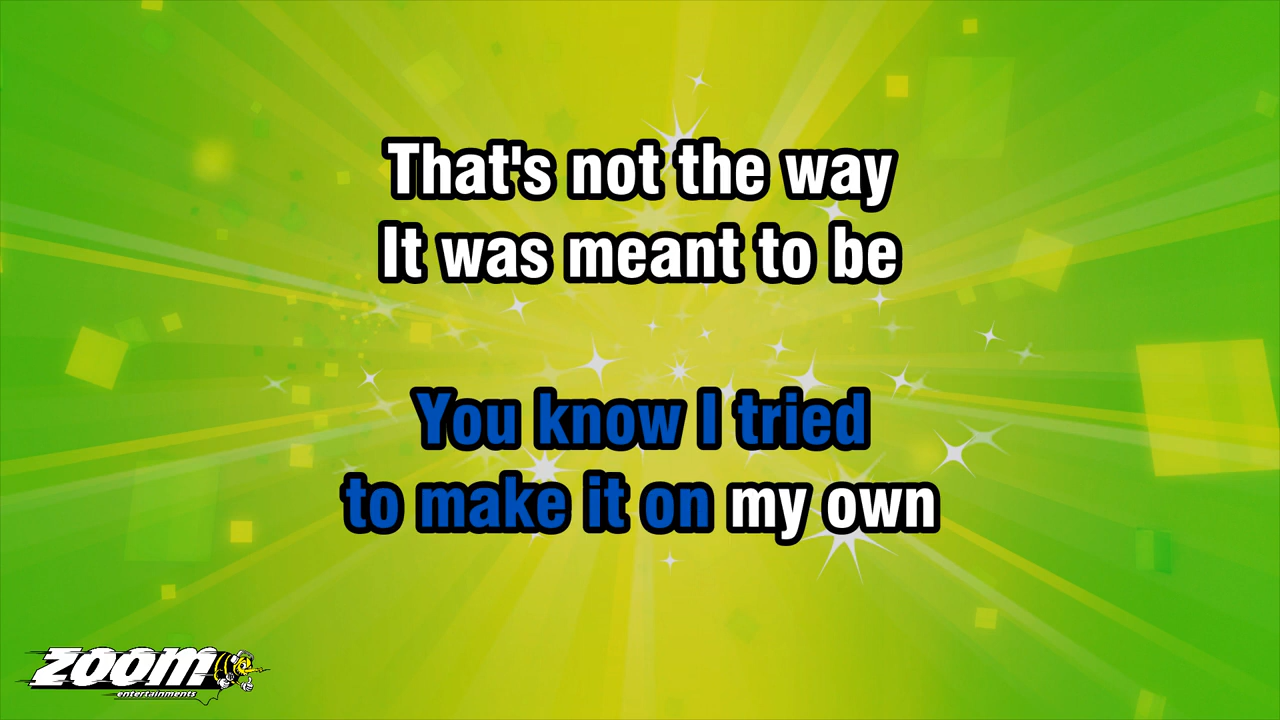 That's not the way
It was meant to be
You know I tried
to make it on my own
zoom
entertainments